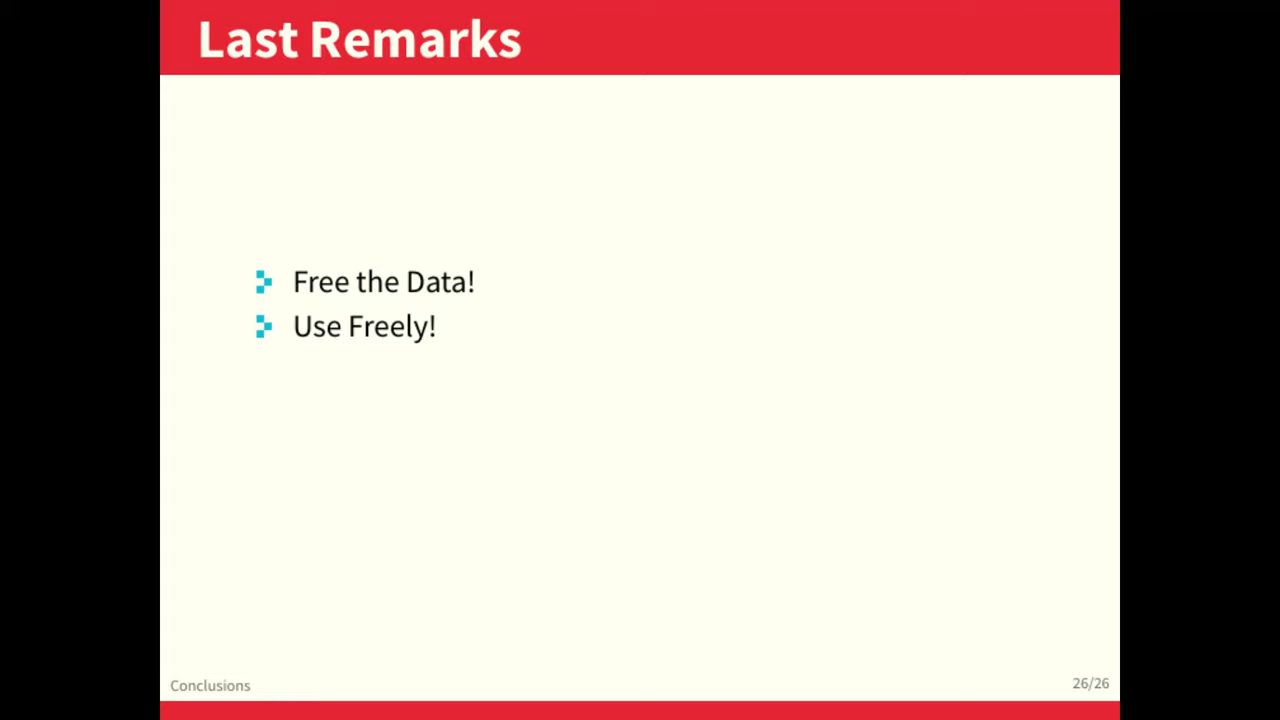 Last Remarks
Free the Data!
Use Freely!
Conclusions
26/26